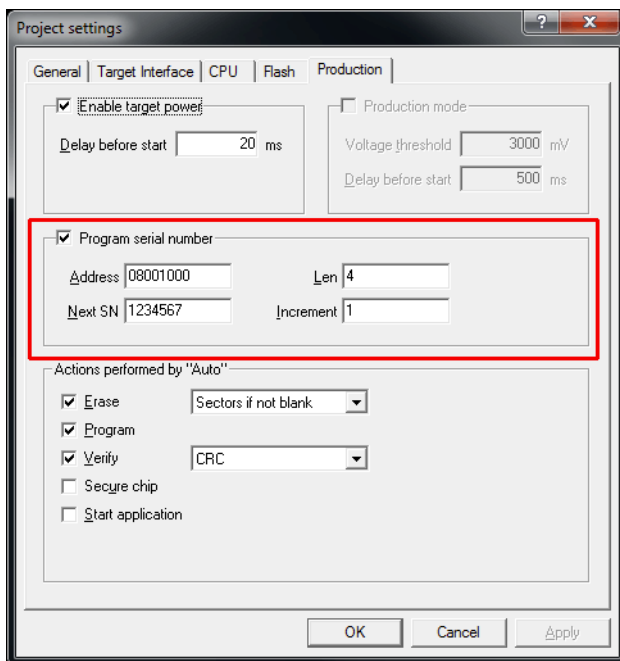 Project settings
General Target Interface CPU Flash Production
Enable target power
Delay before start 20 ms
Production mode
Voltage threshold 3000 mV
Delay before start 500 ms
Program serial number
Address 08001000 Len 4
Next SN 1234567 Increment 1
Actions performed by "Auto"
Erase Sectors if not blank
Program
Verify CRC
Secure chip
Start application
OK Cancel Apply